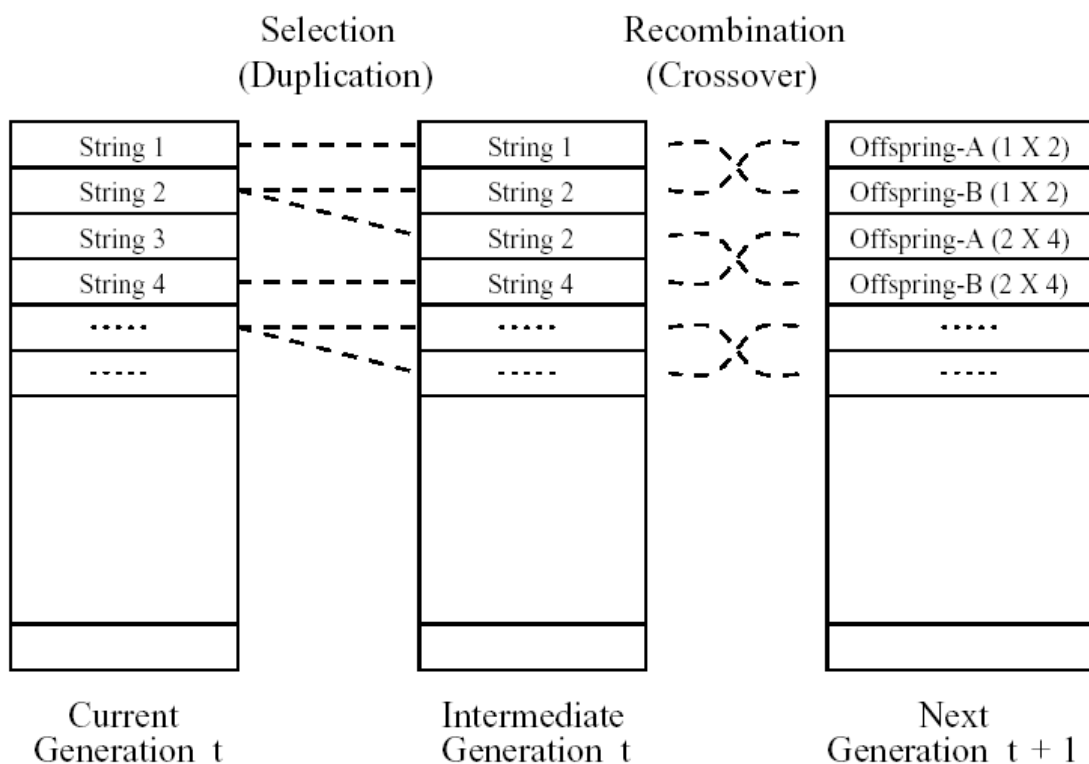 Selection
(Duplication)
Recombination
(Crossover)
String 1
String 2
String 3
String 4
......
......
String 1
String 2
String 2
String 4
......
......
Offspring-A (1 X 2)
Offspring-B (1 X 2)
Offspring-A (2 X 4)
Offspring-B (2 X 4)
......
......
Current
Generation t
Intermediate
Generation t
Next
Generation t + 1